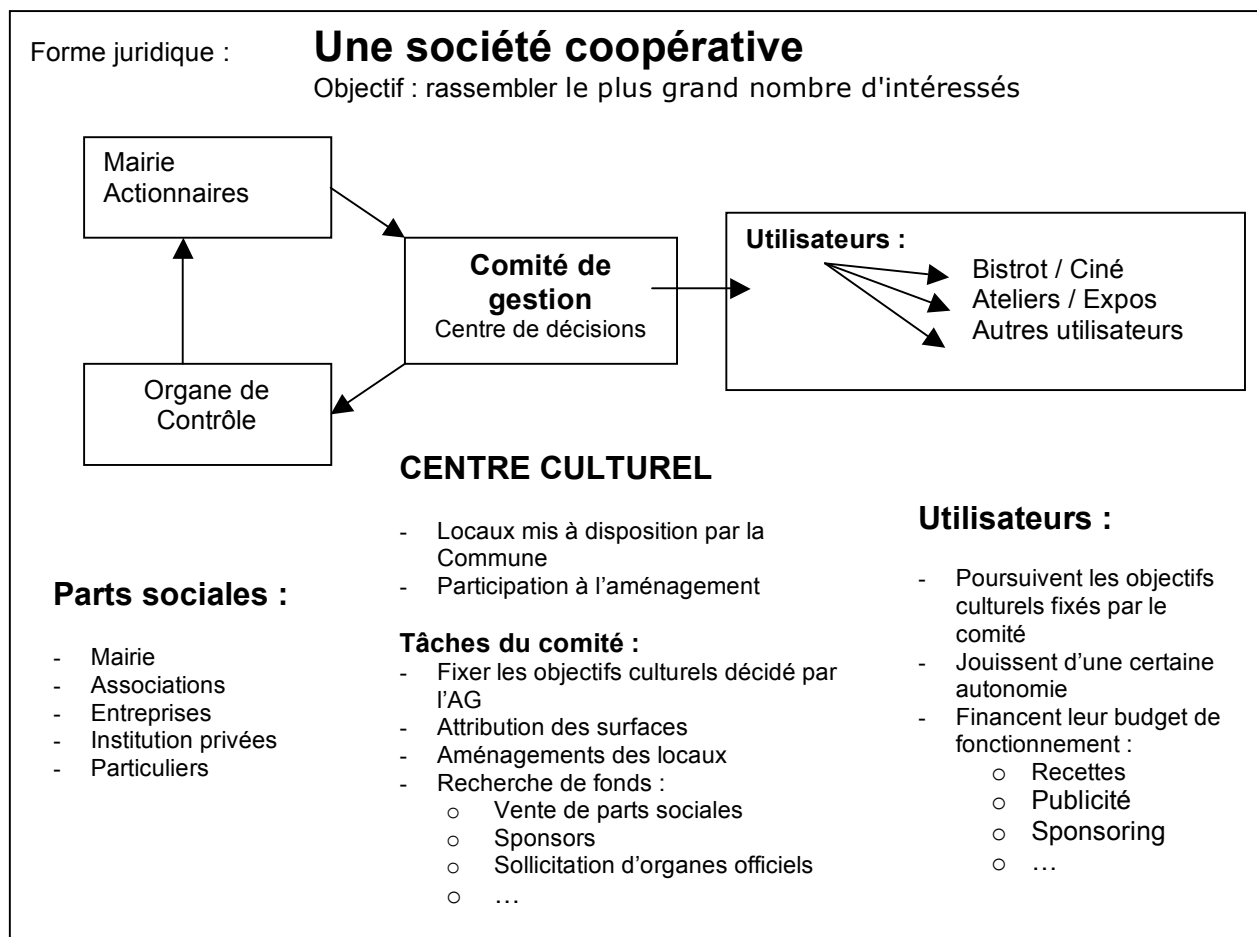 Forme juridique : Une société coopérative
Objectif : rassembler le plus grand nombre d'intéressés
Mairie
Actionnaires
Comité de
gestion
Centre de décisions
Utilisateurs :
Bistrot / Ciné
Ateliers / Expos
Autres utilisateurs
Organe de
Contrôle
Parts sociales :
- Mairie
- Associations
- Entreprises
- Institution privées
- Particuliers
CENTRE CULTUREL
- Locaux mis à disposition par la
Commune
- Participation à l'aménagement
Tâches du comité :
- Fixer les objectifs culturels décidé par
l'AG
- Attribution des surfaces
- Aménagements des locaux
- Recherche de fonds :
o Vente de parts sociales
o Sponsors
o Sollicitation d'organes officiels
o …
Utilisateurs :
- Poursuivent les objectifs
culturels fixés par le
comité
- Jouissent d'une certaine
autonomie
- Financent leur budget de
fonctionnement :
o Recettes
o Publicité
o Sponsoring
o …